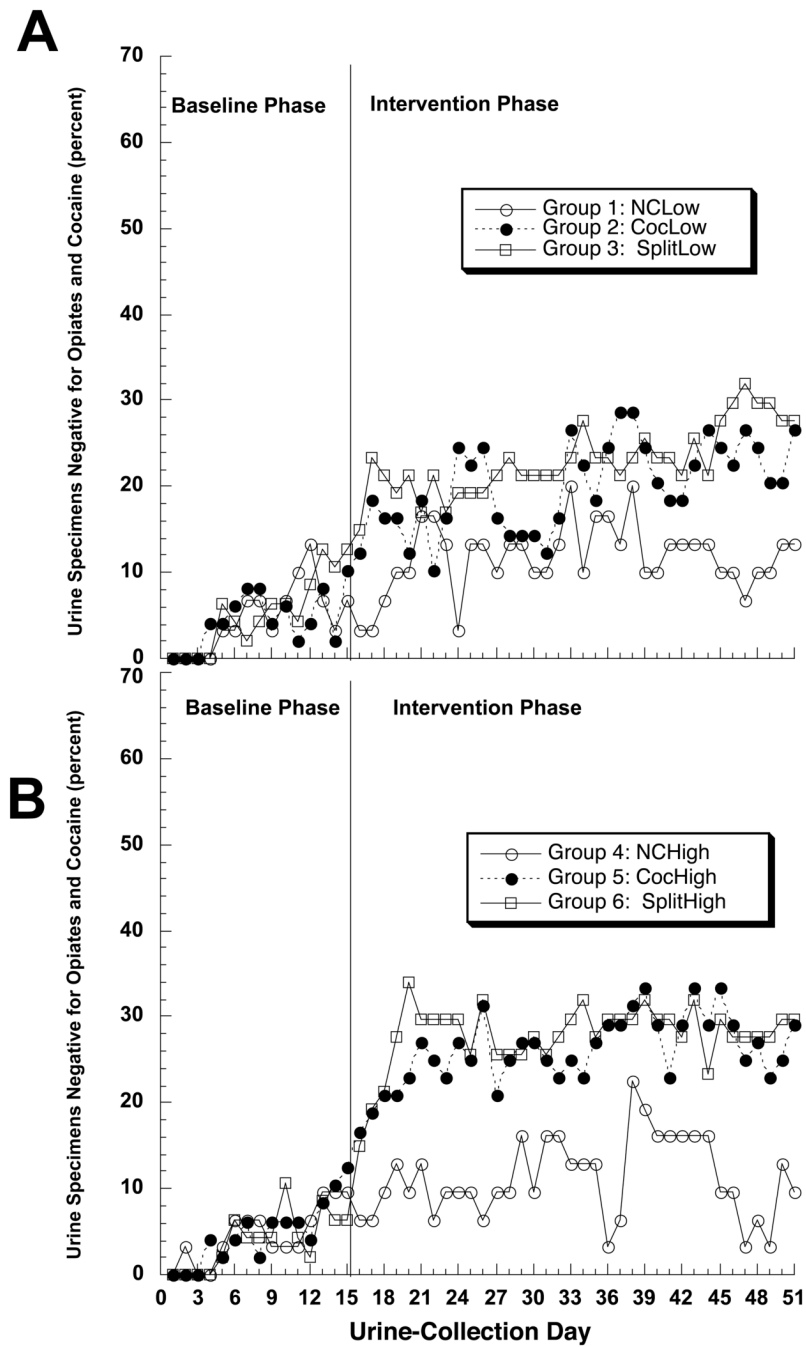 A
Urine Specimens Negative for Opiates and Cocaine (percent)
70
60
50
40
30
20
10
0
Baseline Phase
Intervention Phase
Group 1: NCLow
Group 2: CocLow
Group 3: SplitLow
B
Urine Specimens Negative for Opiates and Cocaine (percent)
70
60
50
40
30
20
10
0
Baseline Phase
Intervention Phase
Group 4: NCHigh
Group 5: CocHigh
Group 6: SplitHigh
0 3 6 9 12 15 18 21 24 27 30 33 36 39 42 45 48 51
Urine-Collection Day